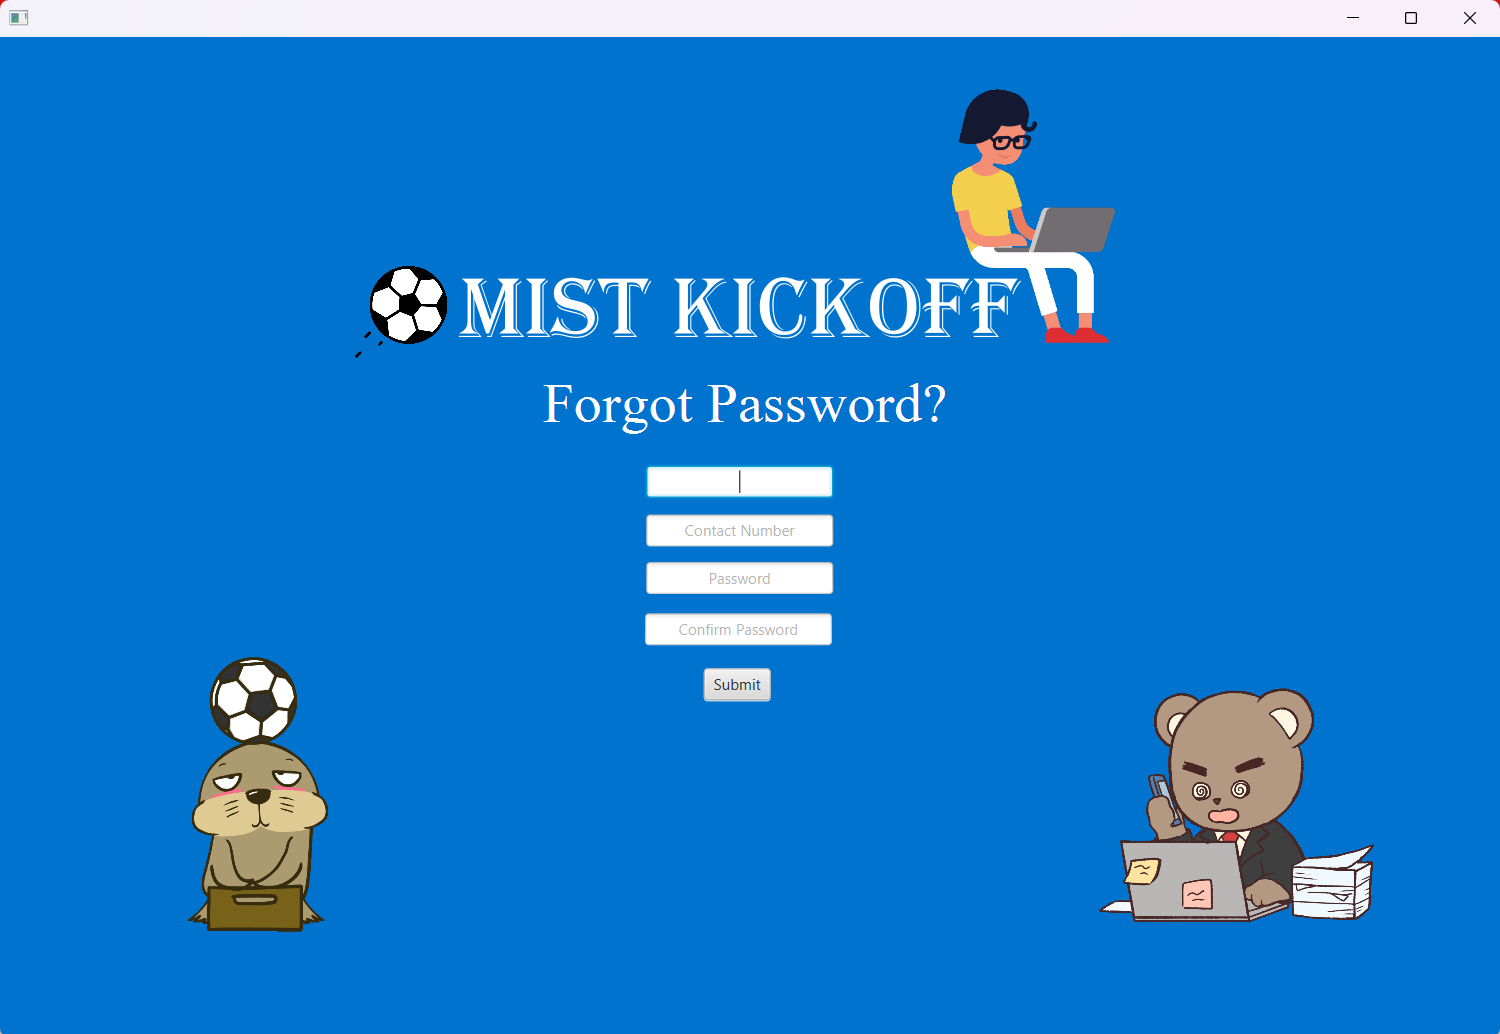 MIST KICKOFF
Forgot Password?
Contact Number
Password
Confirm Password
Submit